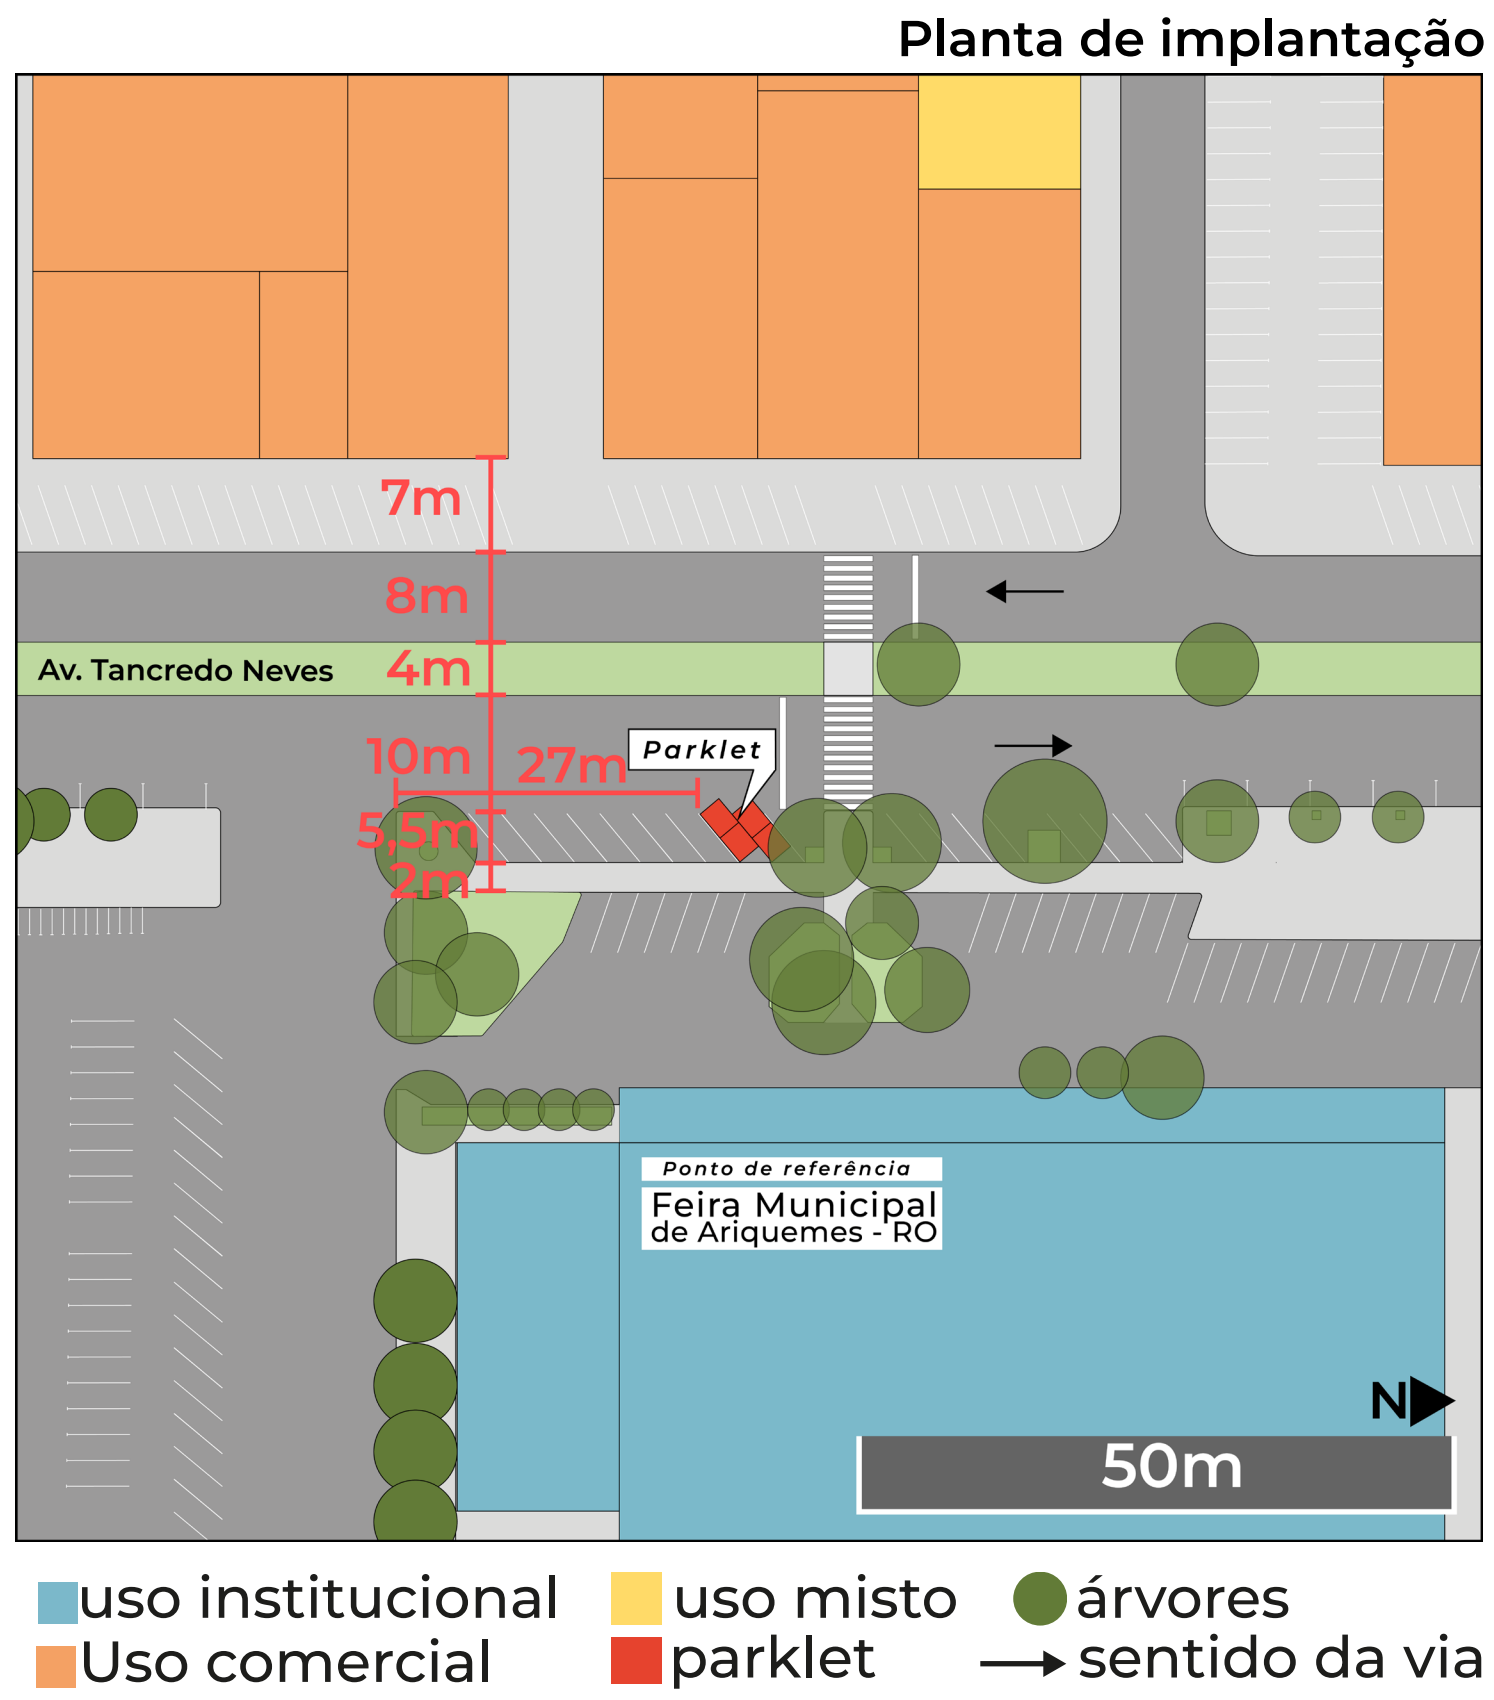 Planta de implantação
7m
8m
Av. Tancredo Neves
4m
10m
27m
Parklet
5,5m
2m
Ponto de referência
Feira Municipal
de Ariquemes - RO
N
50m
uso institucional
uso misto
árvores
Uso comercial
parklet
sentido da via